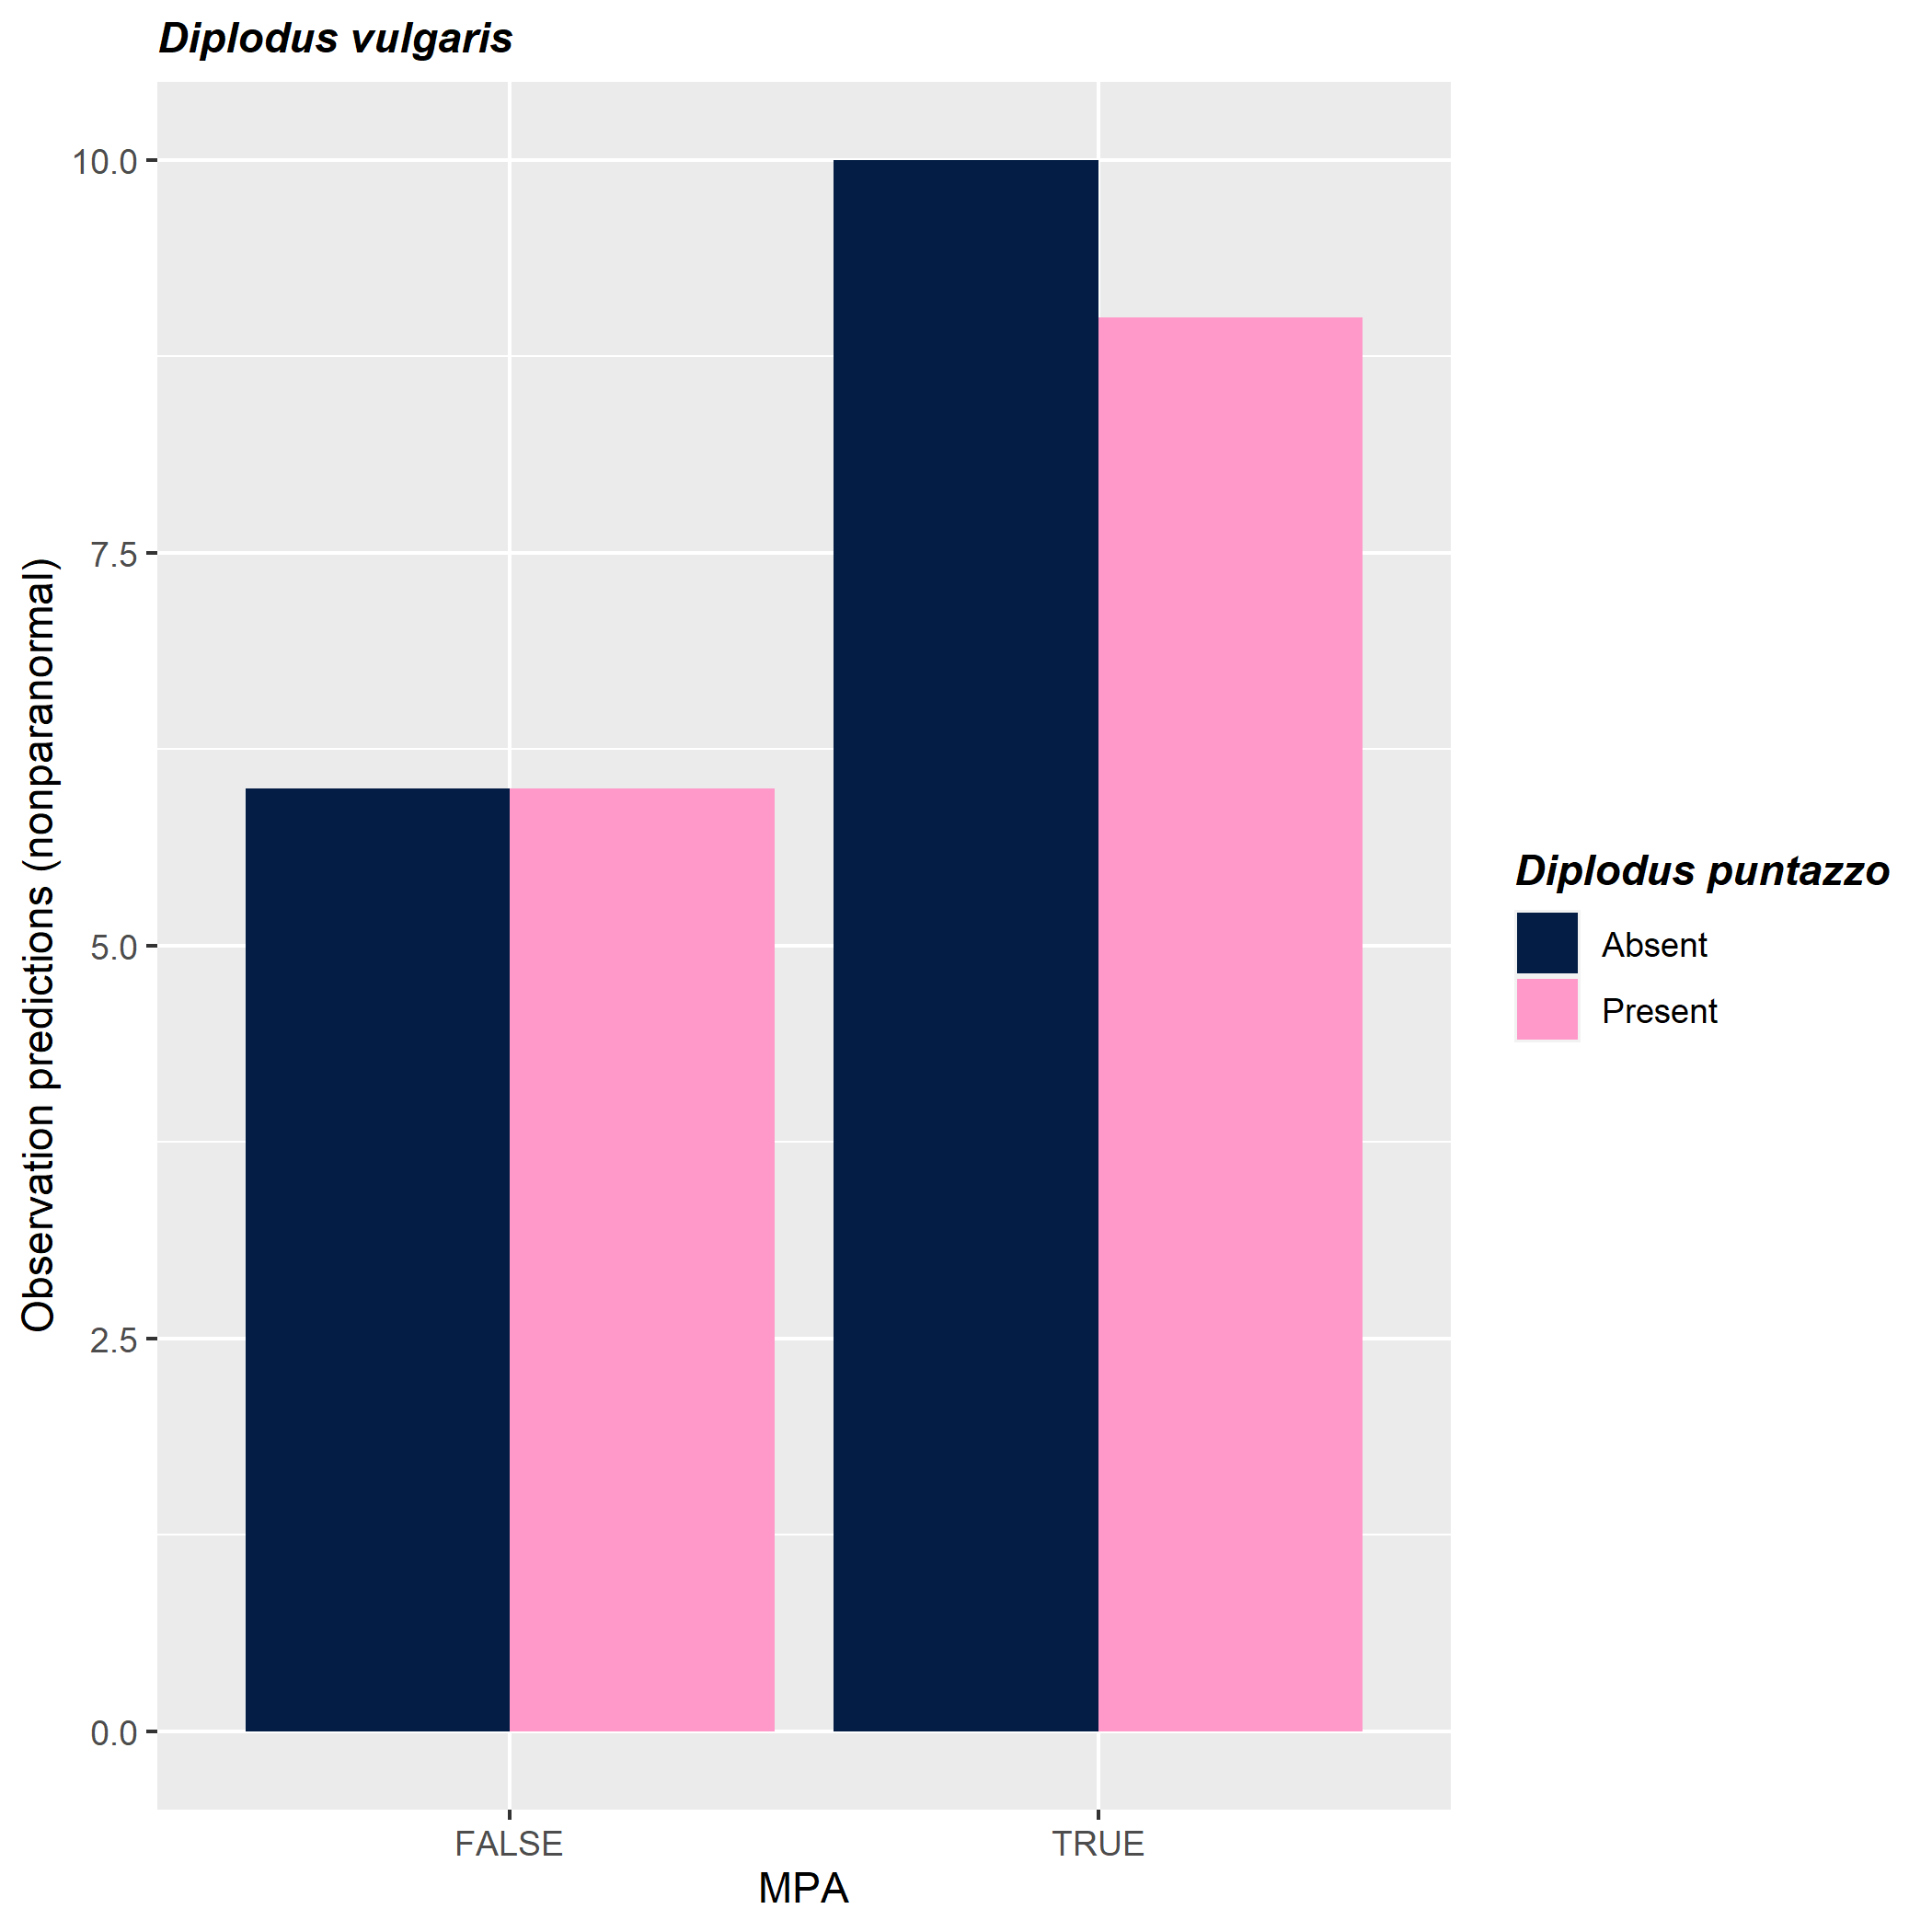 Diplodus vulgaris
Observation predictions (nonparanormal)
10.0
7.5
5.0
2.5
0.0
FALSE
TRUE
MPA
Diplodus puntazzo
Absent
Present